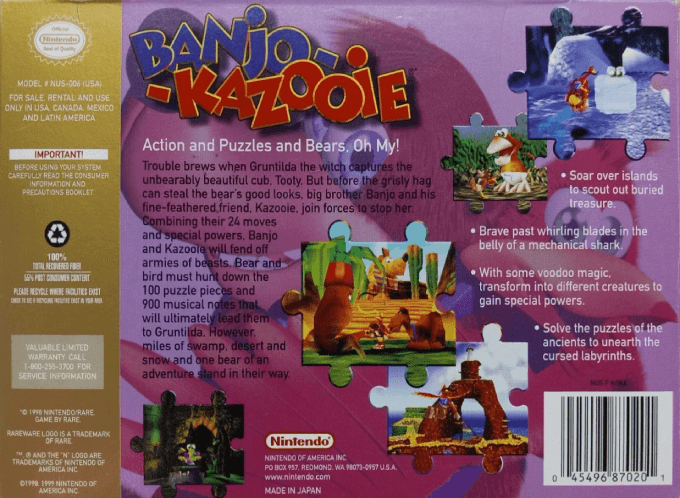 Official
Nintendo
Seal of Quality
MODEL # NUS-006 (USA)
FOR SALE, RENTAL AND USE
ONLY IN USA, CANADA, MEXICO
AND LATIN AMERICA
IMPORTANT!
BEFORE USING YOUR SYSTEM
CAREFULLY READ THE CONSUMER
INFORMATION AND
PRECAUTIONS BOOKLET
100%
TOTAL RECOVERED FIBER
55% POST CONSUMER CONTENT
PLEASE RECYCLE WHERE FACILITIES EXIST
VALUABLE LIMITED
WARRANTY. CALL
1-800-255-3700 FOR
SERVICE INFORMATION.
©1998 NINTENDO/RARE.
GAME BY RARE.
RAREWARE LOGO IS A TRADEMARK
OF RARE.
TM, ® AND THE "N" LOGO ARE
TRADEMARKS OF NINTENDO OF
AMERICA INC.
©1998, 1999 NINTENDO OF
AMERICA INC.
BANJO-
-KAZOOIE
Action and Puzzles and Bears, Oh My!
Trouble brews when Gruntilda the witch captures the
unbearably beautiful cub, Tooty. But before the grisly hag
can steal the bear's good looks, big brother Banjo and his
fine-feathered friend, Kazooie, join forces to stop her.
Combining their 24 moves
and special powers, Banjo
and Kazooie will fend off
armies of beasts. Bear and
bird must hunt down the
100 puzzle pieces and
900 musical notes that
will ultimately lead them
to Gruntilda. However,
miles of swamp, desert and
snow and one bear of an
adventure stand in their way.
• Soar over islands
to scout out buried
treasure.
• Brave past whirling blades in the
belly of a mechanical shark.
• With some voodoo magic,
transform into different creatures to
gain special powers.
• Solve the puzzles of the
ancients to unearth the
cursed labyrinths.
Nintendo®
NINTENDO OF AMERICA INC.
PO BOX 957, REDMOND, WA 98073-0957 U.S.A.
www.nintendo.com
MADE IN JAPAN
0 45496 87020 1